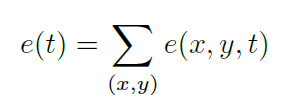 e(t) = ∑ e(x, y, t)
(x,y)